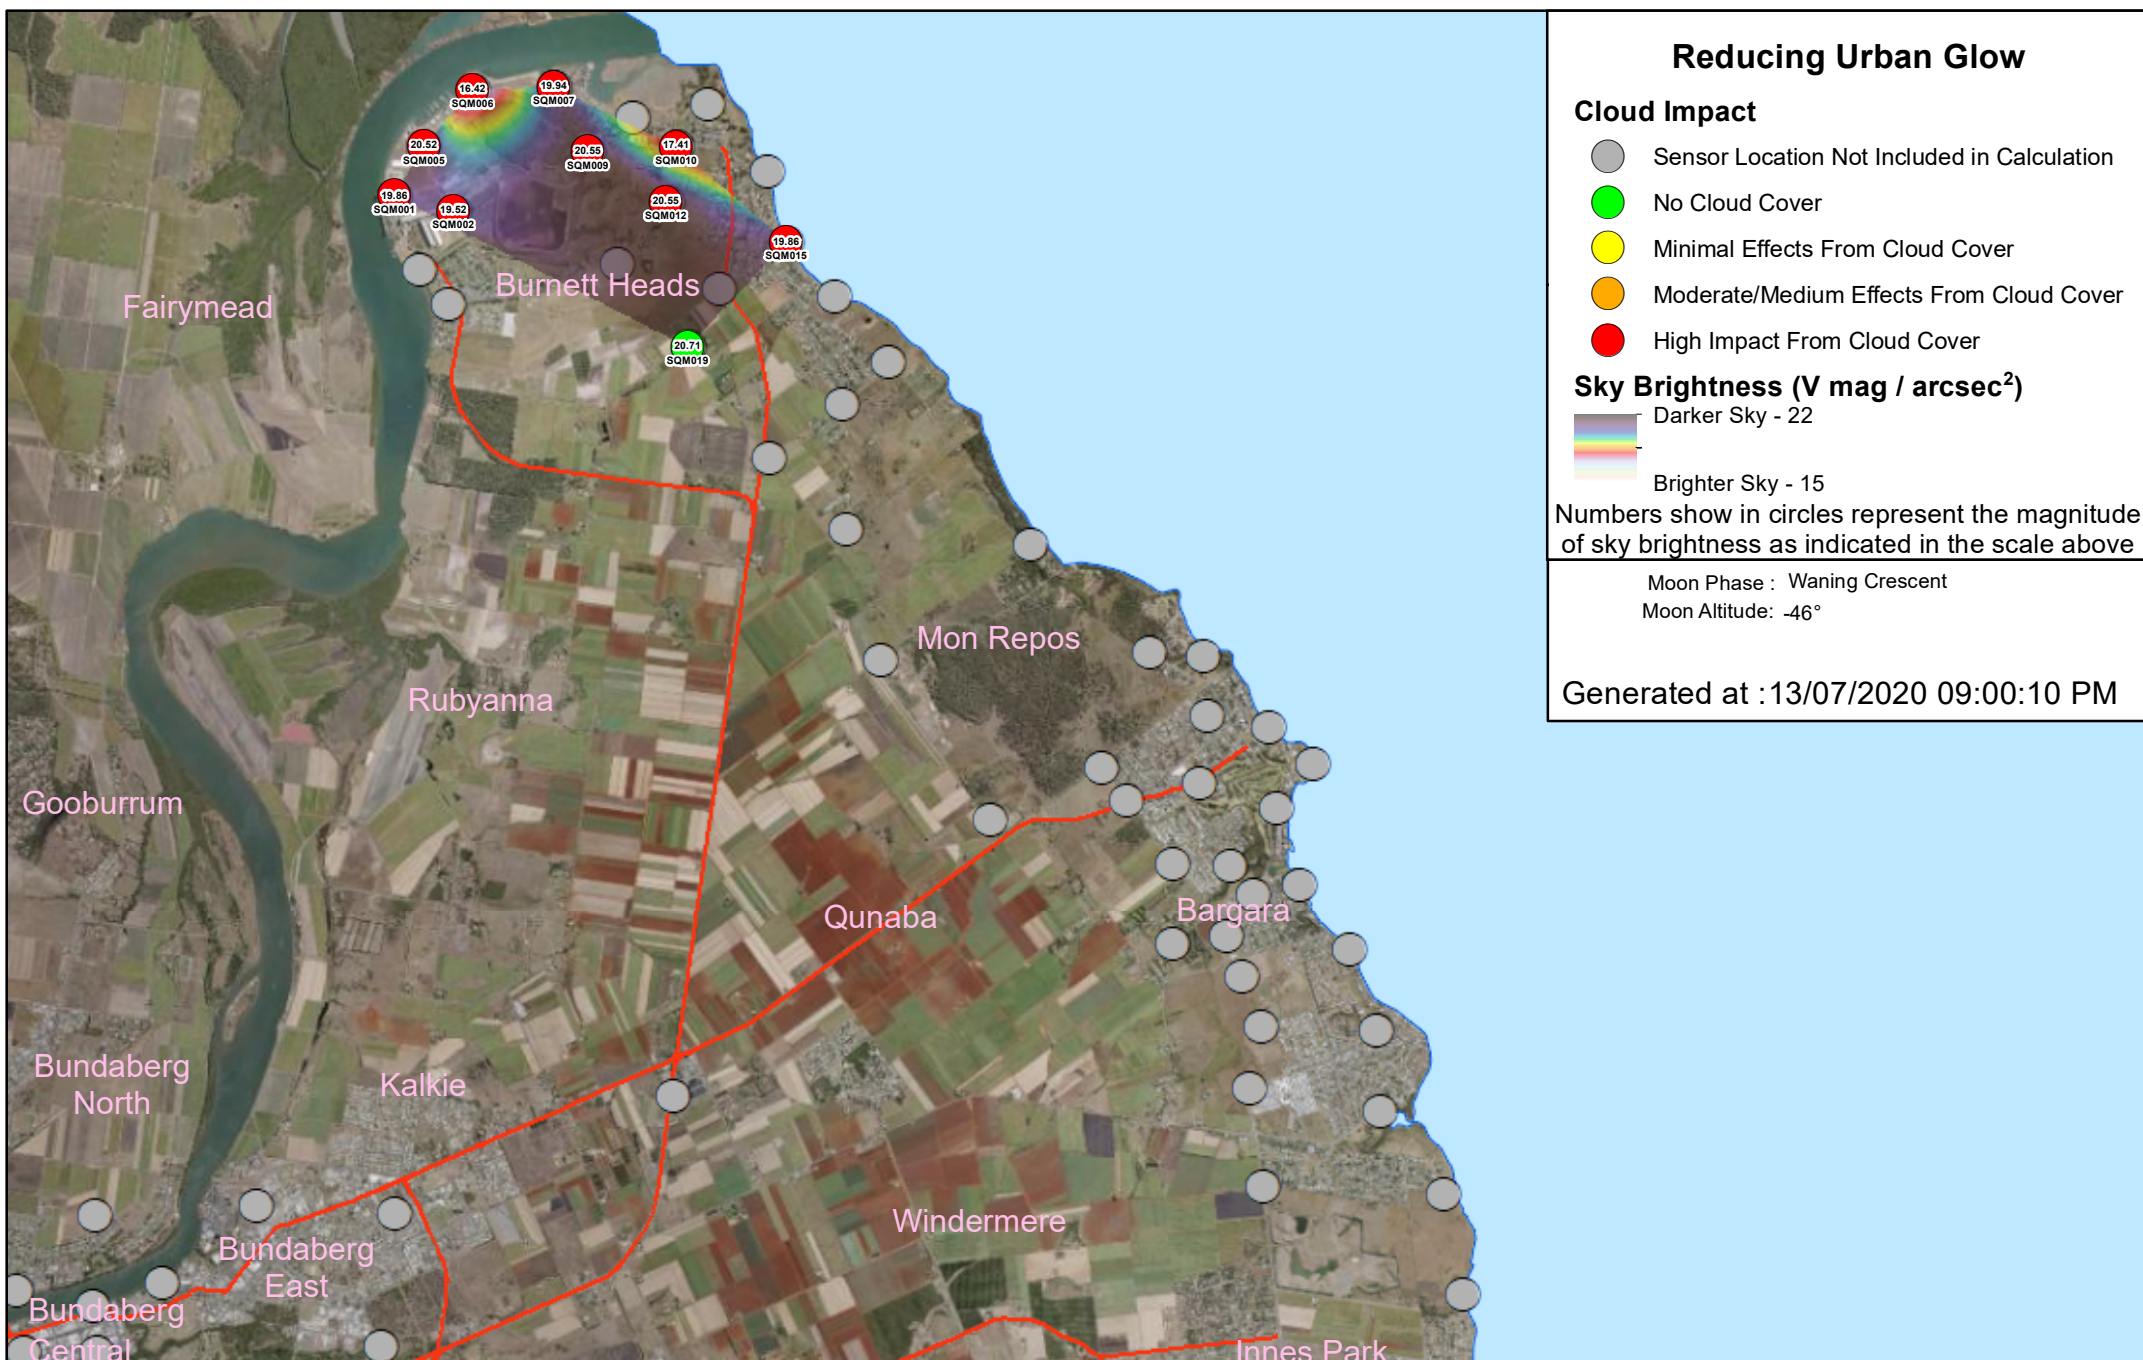 16.42
SQM006
19.94
SQM007
20.52
SQM005
20.55
SQM009
17.41
SQM010
19.86
SQM001
19.52
SQM002
20.55
SQM012
19.86
SQM015
Burnett Heads
Fairymead
20.71
SQM019
Mon Repos
Rubyanna
Gooburrum
Qunaba
Bargara
Bundaberg
North
Kalkie
Windermere
Bundaberg
East
Bundaberg
Central
Innes Park
Reducing Urban Glow
Cloud Impact
Sensor Location Not Included in Calculation
No Cloud Cover
Minimal Effects From Cloud Cover
Moderate/Medium Effects From Cloud Cover
High Impact From Cloud Cover
Sky Brightness (V mag / arcsec²)
Darker Sky - 22
Brighter Sky - 15
Numbers show in circles represent the magnitude
of sky brightness as indicated in the scale above
Moon Phase : Waning Crescent
Moon Altitude: -46°
Generated at :13/07/2020 09:00:10 PM